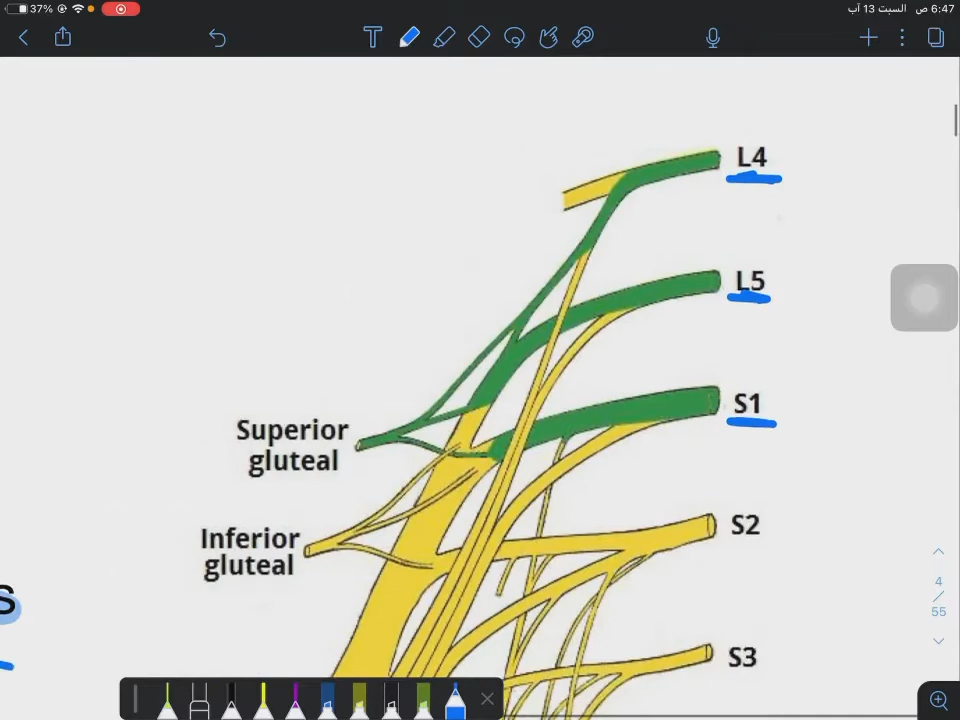 37%
6:47 ص السبت 13 آب
T
L4
L5
S1
Superior
gluteal
S2
Inferior
gluteal
4
/
55
S
S3